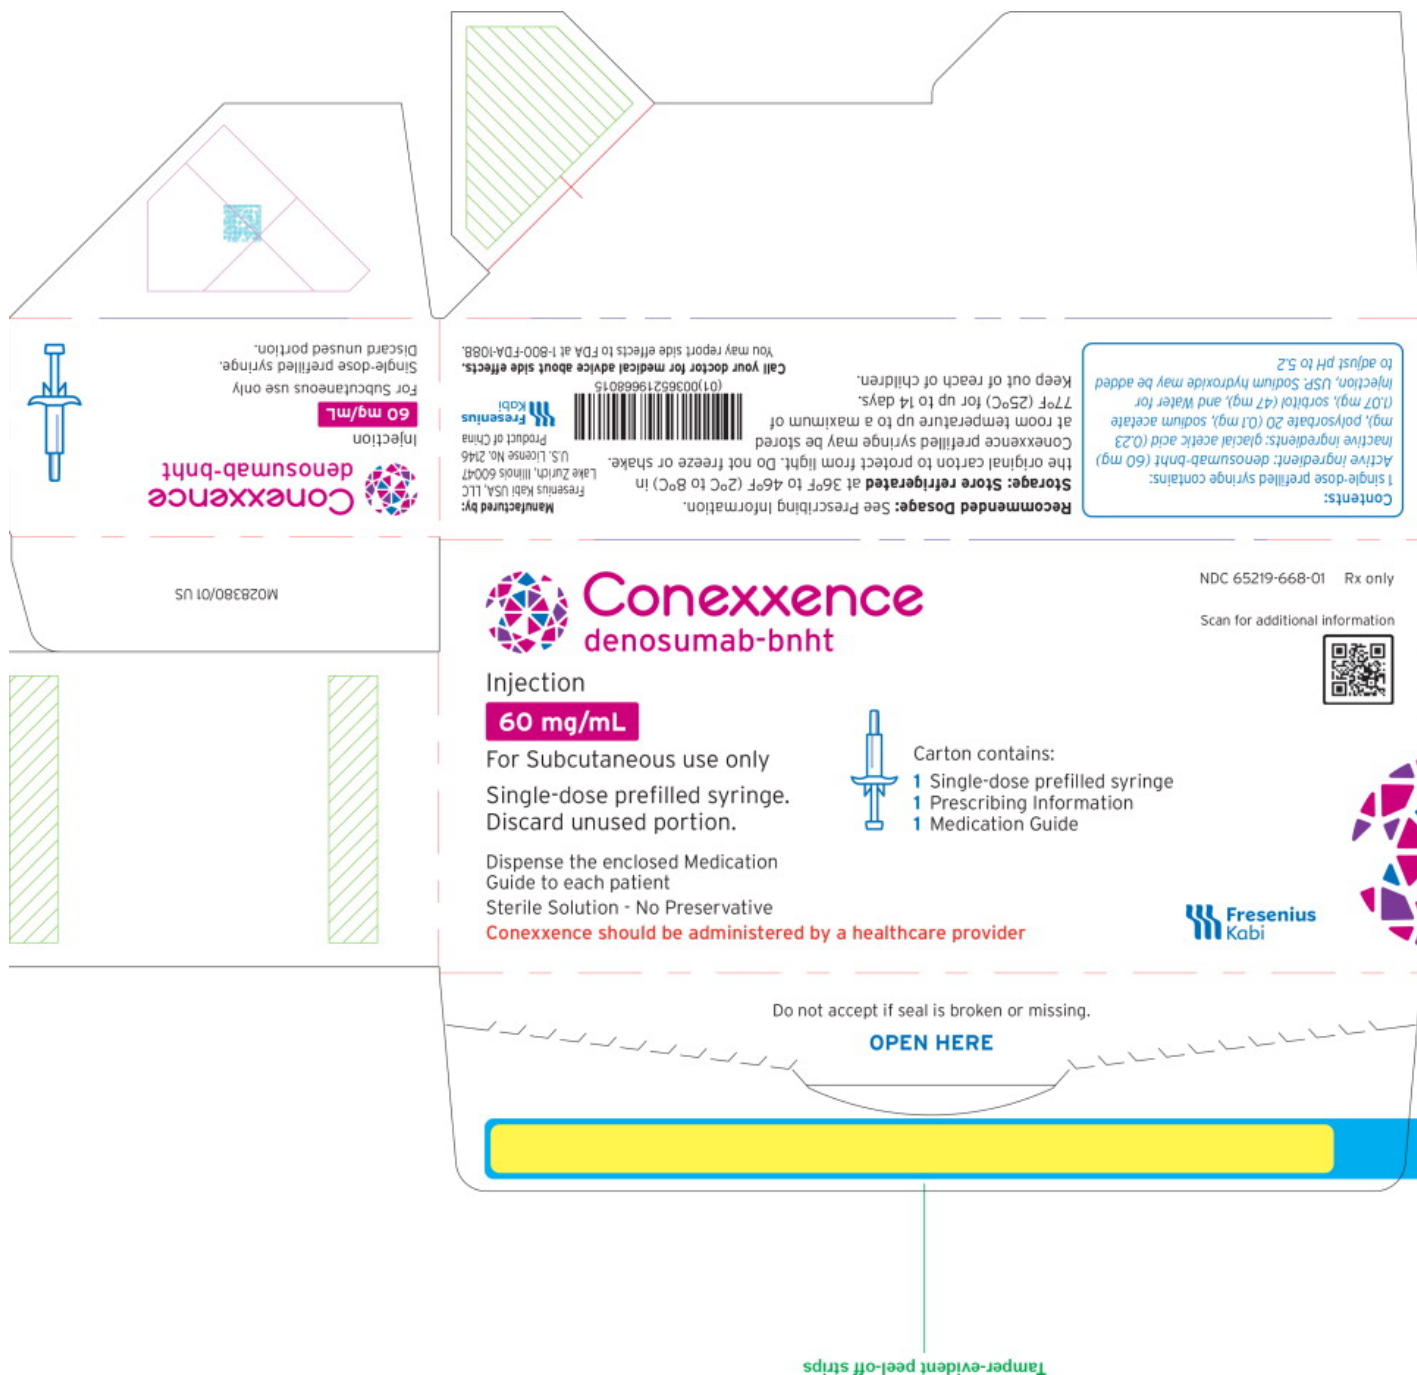 For Subcutaneous use only
Single-dose prefilled syringe.
Discard unused portion.
Injection
60 mg/mL
Conexxence
denosumab-bnht
M028380/01 US
Manufactured by:
Fresenius Kabi USA, LLC
Lake Zurich, Illinois 60047
U.S. License No. 2146
Product of China
Fresenius
Kabi
(01)00365219668015
Call your doctor for medical advice about side effects.
You may report side effects to FDA at 1-800-FDA-1088.
Recommended Dosage: See Prescribing Information.
Storage: Store refrigerated at 36°F to 46°F (2°C to 8°C) in
the original carton to protect from light. Do not freeze or shake.
Conexxence prefilled syringe may be stored
at room temperature up to a maximum of
77°F (25°C) for up to 14 days.
Keep out of reach of children.
Contents:
1 single-dose prefilled syringe contains:
Active ingredient: denosumab-bnht (60 mg)
Inactive ingredients: glacial acetic acid (0.23
mg), polysorbate 20 (0.1 mg), sodium acetate
(1.07 mg), sorbitol (47 mg), and Water for
Injection, USP. Sodium hydroxide may be added
to adjust pH to 5.2
Conexxence
denosumab-bnht
NDC 65219-668-01 Rx only
Scan for additional information
Injection
60 mg/mL
For Subcutaneous use only
Single-dose prefilled syringe.
Discard unused portion.
Carton contains:
1 Single-dose prefilled syringe
1 Prescribing Information
1 Medication Guide
Dispense the enclosed Medication
Guide to each patient
Sterile Solution - No Preservative
Conexxence should be administered by a healthcare provider
Fresenius
Kabi
Do not accept if seal is broken or missing.
OPEN HERE
Tamper-evident peel-off strips